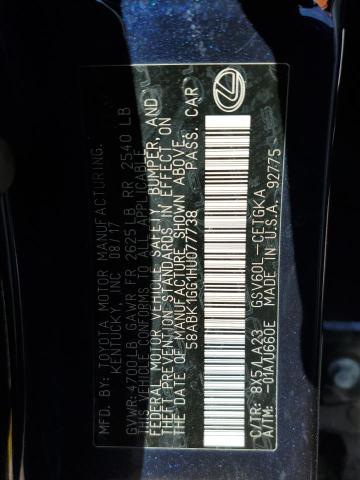 MFD. BY: TOYOTA MOTOR MANUFACTURING,
KENTUCKY, INC 08/17
GVWR:4700LB GAWR FR 2625LB RR 2540 LB
THIS VEHICLE CONFORMS TO ALL APPLICABLE
FEDERAL MOTOR VEHICLE SAFETY, BUMPER, AND
THEFT PREVENTION STANDARDS IN EFFECT ON
THE DATE OF MANUFACTURE SHOWN ABOVE.
58ABK1GG1HU077738 PASS. CAR
C/TR: 8X5/LA23 GSV60L-CETGKA
A/TM: -01A/U660E MADE IN U.S.A. 92775